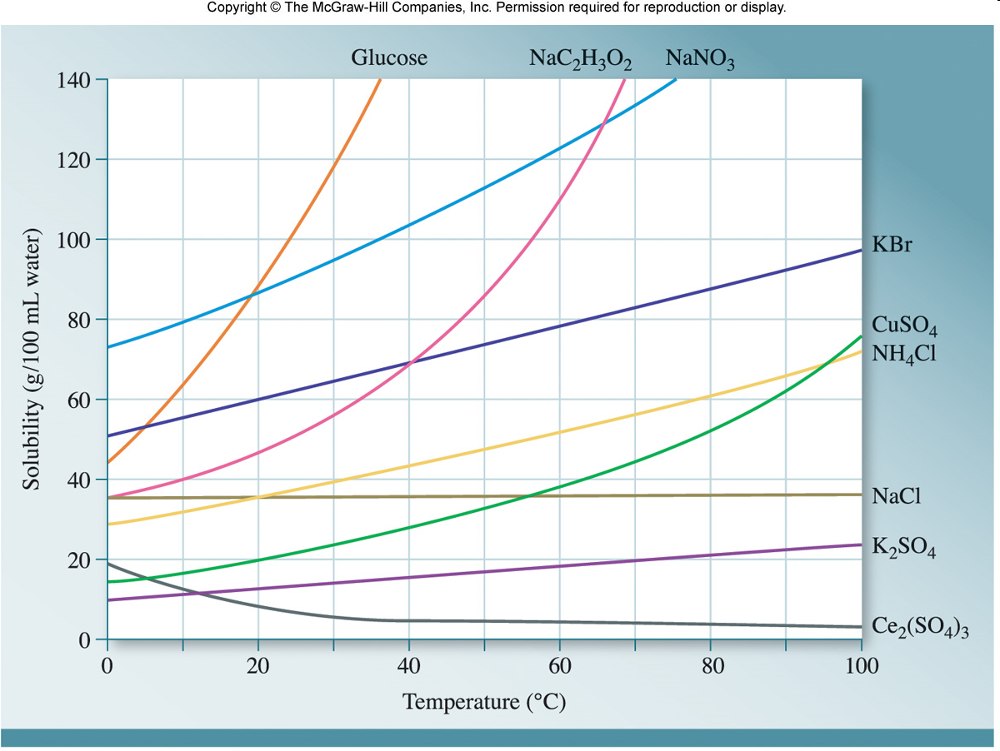 Copyright © The McGraw-Hill Companies, Inc. Permission required for reproduction or display.
Glucose NaC₂H₃O₂ NaNO₃
140
120
100
80
60
40
20
0
Solubility (g/100 mL water)
KBr
CuSO₄
NH₄Cl
NaCl
K₂SO₄
Ce₂(SO₄)₃
0 20 40 60 80 100
Temperature (°C)